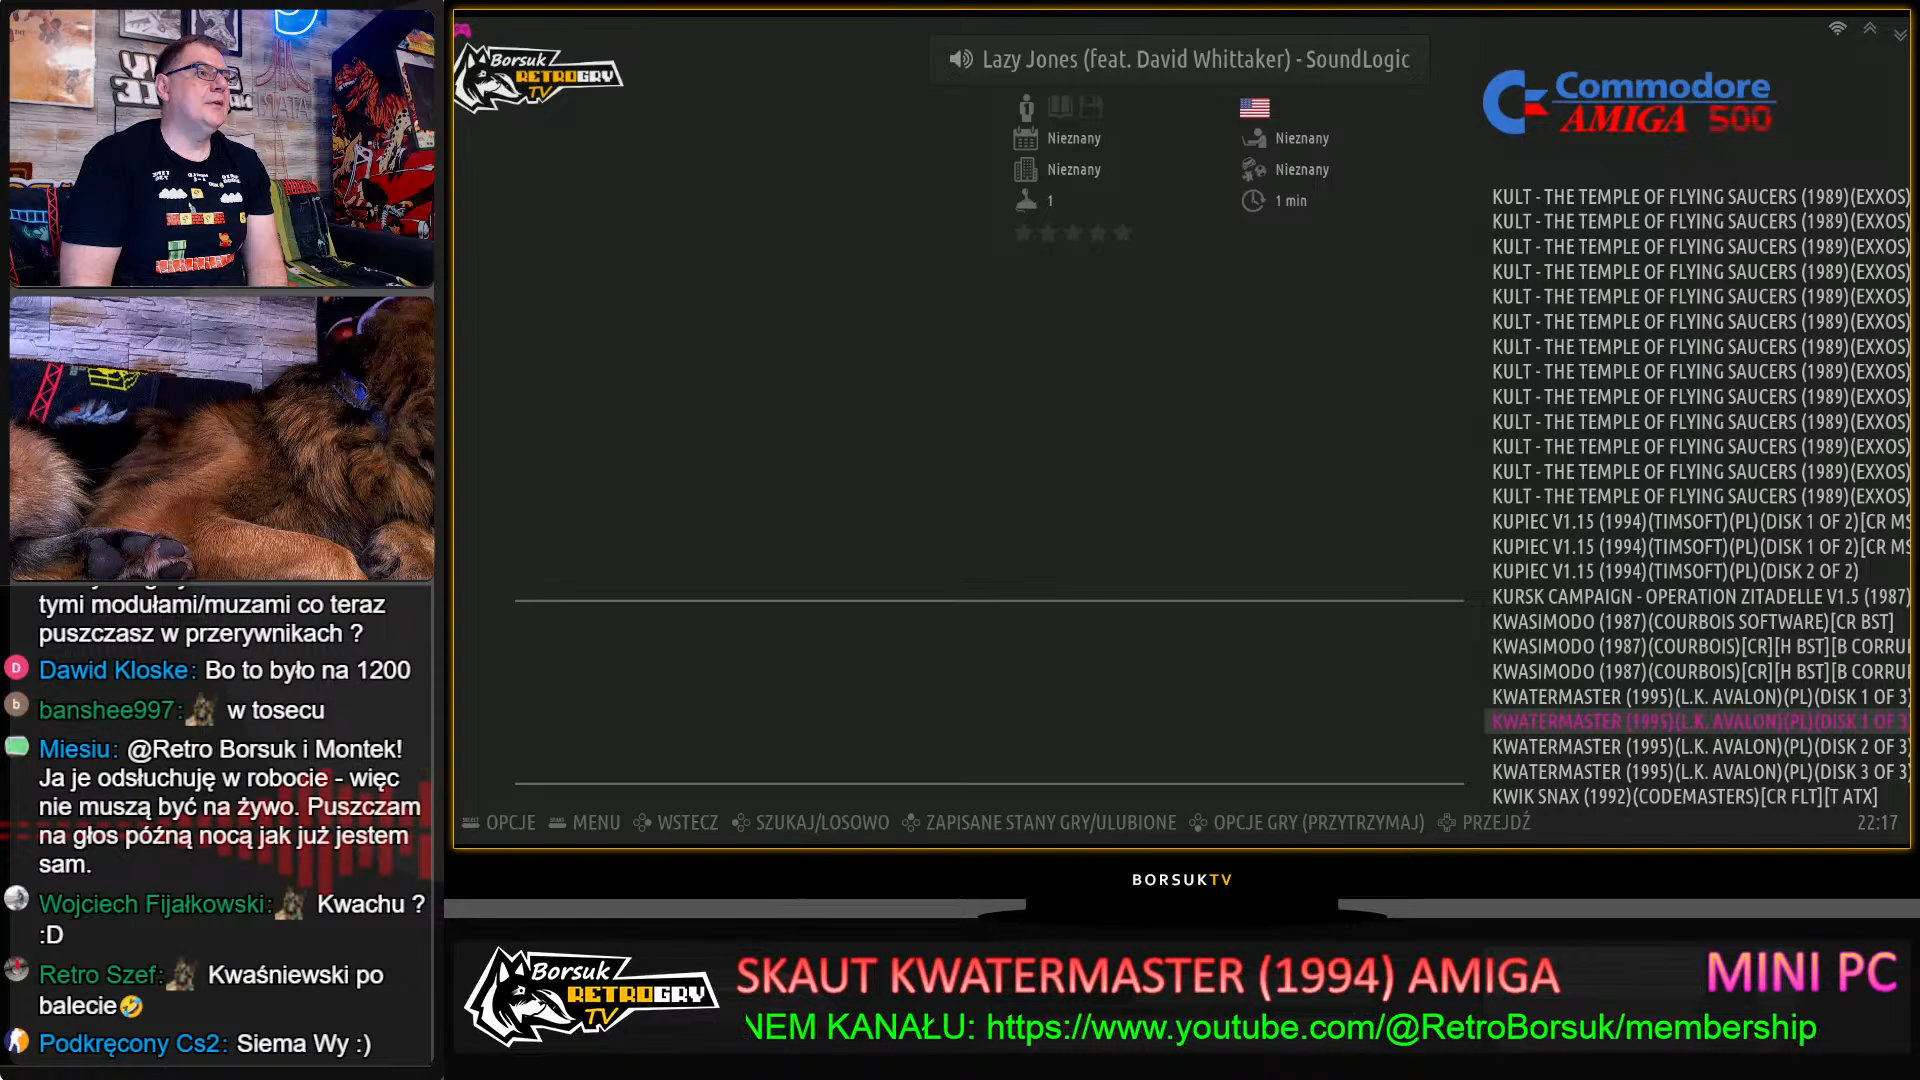 Borsuk
RETROGRY
TV
Lazy Jones (feat. David Whittaker) - SoundLogic
Commodore
AMIGA 500
Nieznany
Nieznany
Nieznany
Nieznany
1
1 min
KULT - THE TEMPLE OF FLYING SAUCERS (1989)(EXXOS)
KULT - THE TEMPLE OF FLYING SAUCERS (1989)(EXXOS)
KULT - THE TEMPLE OF FLYING SAUCERS (1989)(EXXOS)
KULT - THE TEMPLE OF FLYING SAUCERS (1989)(EXXOS)
KULT - THE TEMPLE OF FLYING SAUCERS (1989)(EXXOS)
KULT - THE TEMPLE OF FLYING SAUCERS (1989)(EXXOS)
KULT - THE TEMPLE OF FLYING SAUCERS (1989)(EXXOS)
KULT - THE TEMPLE OF FLYING SAUCERS (1989)(EXXOS)
KULT - THE TEMPLE OF FLYING SAUCERS (1989)(EXXOS)
KULT - THE TEMPLE OF FLYING SAUCERS (1989)(EXXOS)
KULT - THE TEMPLE OF FLYING SAUCERS (1989)(EXXOS)
KULT - THE TEMPLE OF FLYING SAUCERS (1989)(EXXOS)
KULT - THE TEMPLE OF FLYING SAUCERS (1989)(EXXOS)
KUPIEC V1.15 (1994)(TIMSOFT)(PL)(DISK 1 OF 2)[CR MS
KUPIEC V1.15 (1994)(TIMSOFT)(PL)(DISK 1 OF 2)[CR MS
KUPIEC V1.15 (1994)(TIMSOFT)(PL)(DISK 2 OF 2)
KURSK CAMPAIGN - OPERATION ZITADELLE V1.5 (1987)
KWASIMODO (1987)(COURBOIS SOFTWARE)[CR BST]
KWASIMODO (1987)(COURBOIS)[CR][H BST][B CORRUP
KWASIMODO (1987)(COURBOIS)[CR][H BST][B CORRUP
KWATERMASTER (1995)(L.K. AVALON)(PL)(DISK 1 OF 3)
KWATERMASTER (1995)(L.K. AVALON)(PL)(DISK 1 OF 3)
KWATERMASTER (1995)(L.K. AVALON)(PL)(DISK 2 OF 3)
KWATERMASTER (1995)(L.K. AVALON)(PL)(DISK 3 OF 3)
KWIK SNAX (1992)(CODEMASTERS)[CR FLT][T ATX]
OPCJE MENU WSTECZ SZUKAJ/LOSOWO ZAPISANE STANY GRY/ULUBIONE OPCJE GRY (PRZYTRZYMAJ) PRZEJDŹ 22:17
BORSUKTV
tymi modułami/muzami co teraz
puszczasz w przerywnikach ?
Dawid Kloske: Bo to było na 1200
banshee997: w tosecu
Miesiu: @Retro Borsuk i Montek!
Ja je odsłuchuję w robocie - więc
nie muszą być na żywo. Puszczam
na głos późną nocą jak już jestem
sam.
Wojciech Fijałkowski: Kwachu ?
:D
Retro Szef: Kwaśniewski po
balecie🤣
Podkręcony Cs2: Siema Wy :)
Borsuk
RETROGRY
TV
SKAUT KWATERMASTER (1994) AMIGA
MINI PC
NEM KANAŁU: https://www.youtube.com/@RetroBorsuk/membership